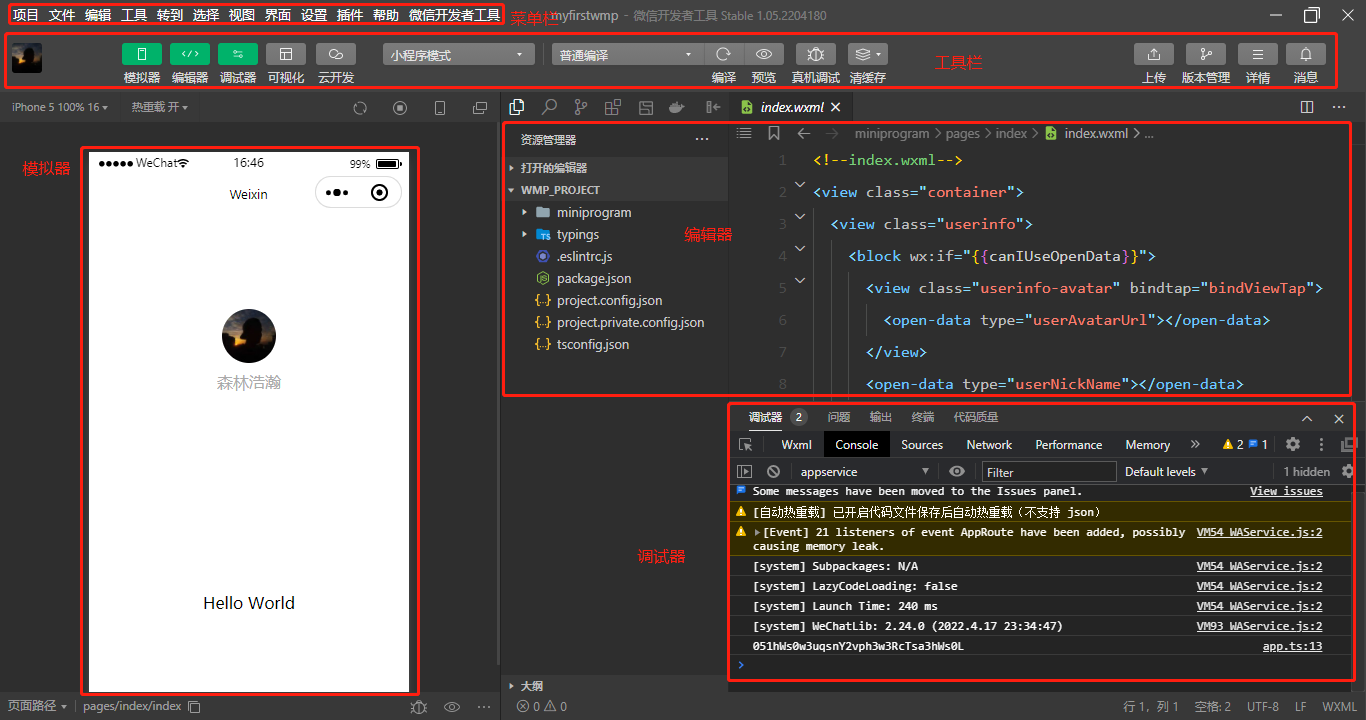 项目 文件 编辑 工具 转到 选择 视图 界面 设置 插件 帮助 微信开发者工具 菜单栏 myfirstwmp - 微信开发者工具 Stable 1.05.2204180
小程序模式 普通编译
模拟器 编辑器 调试器 可视化 云开发 编译 预览 真机调试 清缓存 工具栏 上传 版本管理 详情 消息
iPhone 5 100% 16 热重载 开
index.wxml
模拟器
WeChat 16:46 99%
Weixin
森林浩瀚
Hello World
资源管理器
打开的编辑器
WMP_PROJECT
miniprogram
typings
.eslintrc.js
package.json
project.config.json
project.private.config.json
tsconfig.json
编辑器
大纲
miniprogram > pages > index > index.wxml > ...
1 <!--index.wxml-->
2 <view class="container">
3 <view class="userinfo">
4 <block wx:if="{{canIUseOpenData}}">
5 <view class="userinfo-avatar" bindtap="bindViewTap">
6 <open-data type="userAvatarUrl"></open-data>
7 </view>
8 <open-data type="userNickName"></open-data>
调试器
调试器 2 问题 输出 终端 代码质量
Wxml Console Sources Network Performance Memory 2 1
appservice Filter Default levels 1 hidden
Some messages have been moved to the Issues panel. View issues
[自动热重载] 已开启代码文件保存后自动热重载（不支持 json）
[Event] 21 listeners of event AppRoute have been added, possibly VM54 WAService.js:2
causing memory leak.
[system] Subpackages: N/A VM54 WAService.js:2
[system] LazyCodeLoading: false VM54 WAService.js:2
[system] Launch Time: 240 ms VM54 WAService.js:2
[system] WeChatLib: 2.24.0 (2022.4.17 23:34:47) VM93 WAService.js:2
051hWs0w3uqsnY2vph3w3RcTsa3hWs0L app.ts:13
页面路径 pages/index/index 0 0 行 1，列 1 空格: 2 UTF-8 LF WXML